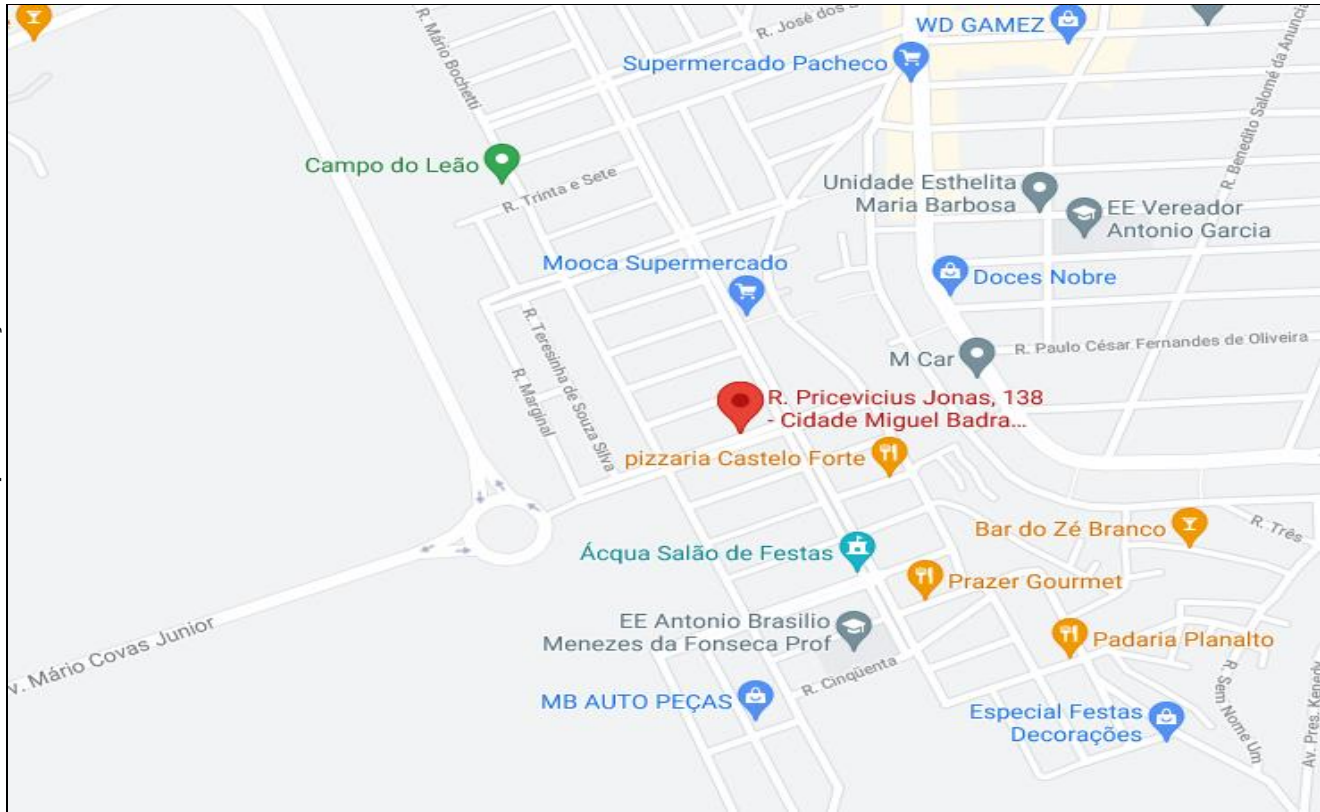 R. Mário Bochetti
R. José dos
WD GAMEZ
Supermercado Pacheco
R. Benedito Salomé da Anuncia
Campo do Leão
R. Trinta e Sete
Unidade Esthelita
Maria Barbosa
EE Vereador
Antonio Garcia
Mooca Supermercado
Doces Nobre
R. Teresinha de Souza Silva
R. Marginal
M Car
R. Paulo César Fernandes de Oliveira
R. Pricevicius Jonas, 138
- Cidade Miguel Badra...
pizzaria Castelo Forte
Bar do Zé Branco
R. Três
Ácqua Salão de Festas
Prazer Gourmet
EE Antonio Brasilio
Menezes da Fonseca Prof
Padaria Planalto
v. Mário Covas Junior
R. Cinqüenta
MB AUTO PEÇAS
Especial Festas
Decorações
R. Sem Nome Um
Av. Pres. Kenedy